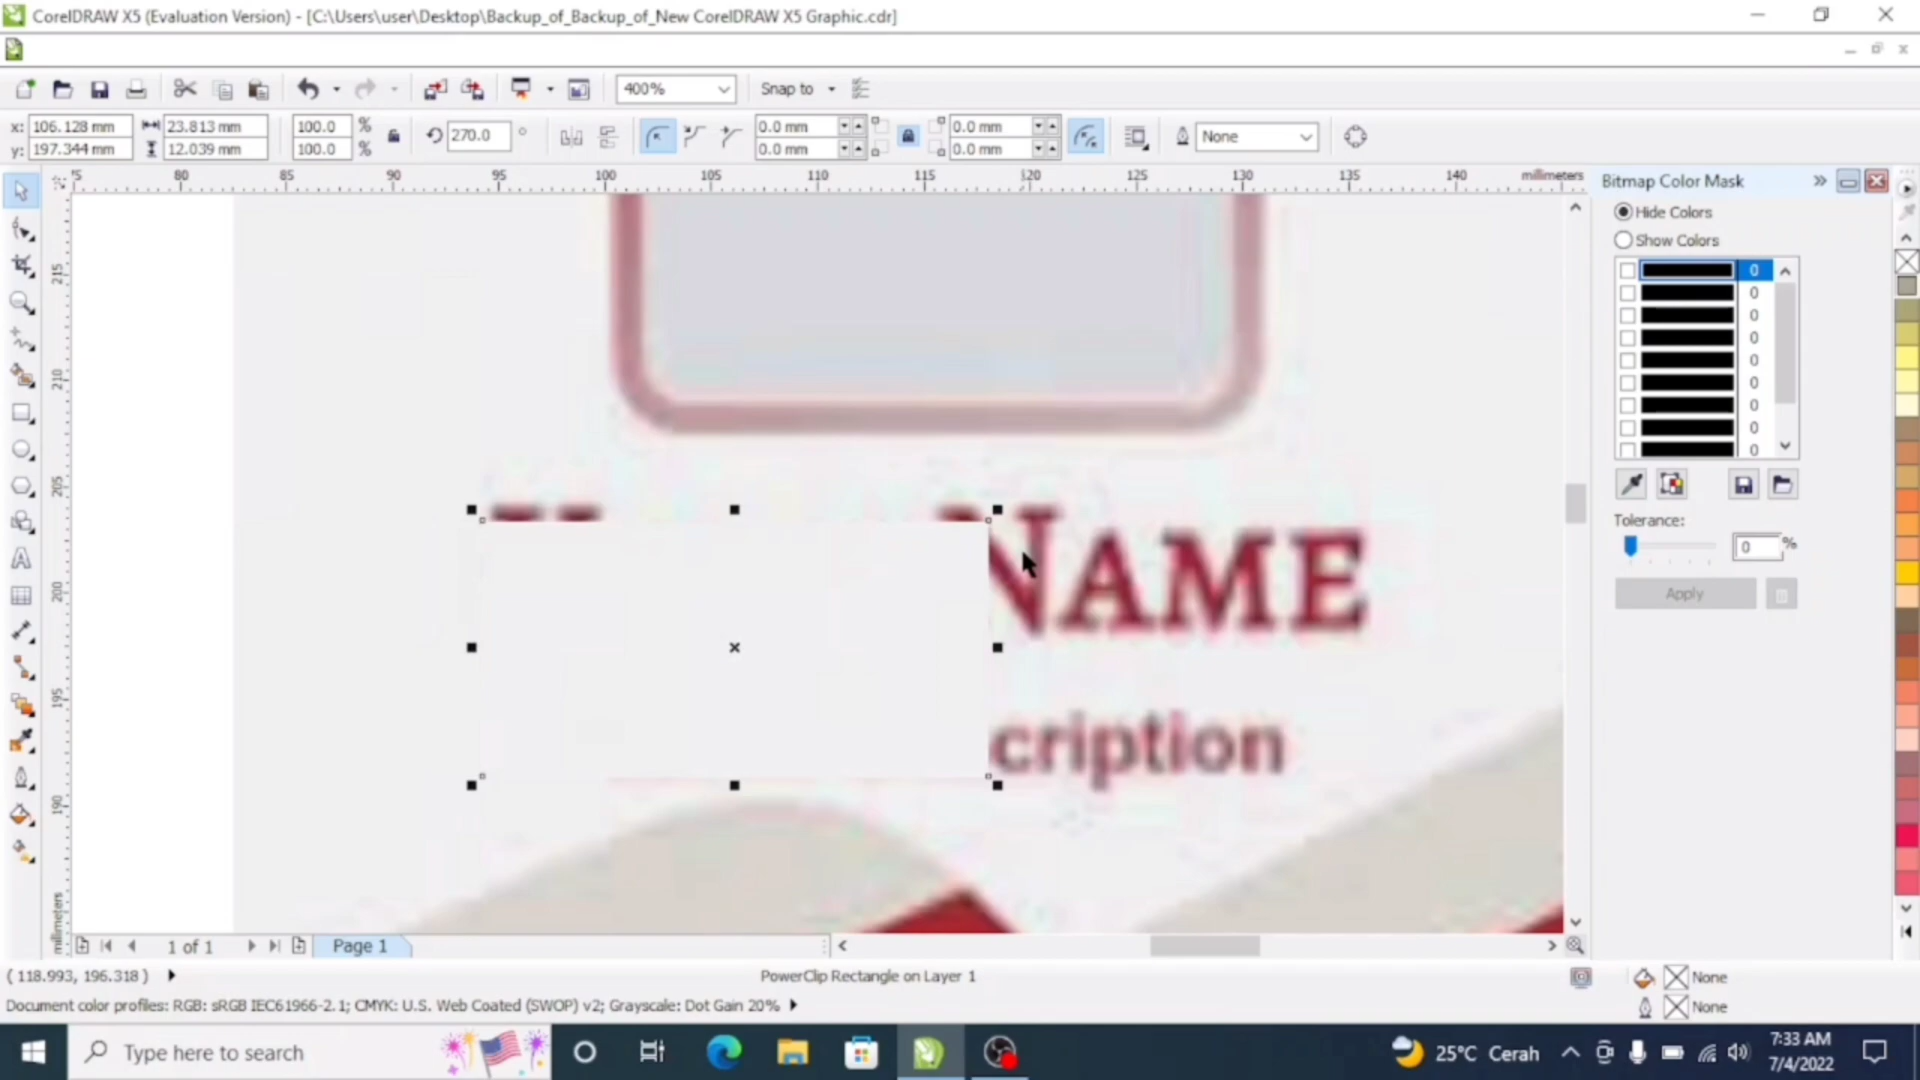 CorelDRAW X5 (Evaluation Version) - [C:\Users\user\Desktop\Backup_of_Backup_of_New CorelDRAW X5 Graphic.cdr]
400%
Snap to
x: 106.128 mm 23.813 mm 100.0 % 270.0 ° 0.0 mm 0.0 mm None
y: 197.344 mm 12.039 mm 100.0 % 0.0 mm 0.0 mm
80 85 90 95 100 105 110 115 120 125 130 135 140 millimeters
215
210
205
200
195
190
millimeters
NAME
cription
Bitmap Color Mask
Hide Colors
Show Colors
0
0
0
0
0
0
0
0
0
Tolerance:
0 %
Apply
1 of 1 Page 1
( 118.993, 196.318 ) PowerClip Rectangle on Layer 1 None
Document color profiles: RGB: sRGB IEC61966-2.1; CMYK: U.S. Web Coated (SWOP) v2; Grayscale: Dot Gain 20% None
Type here to search
25°C Cerah
7:33 AM
7/4/2022